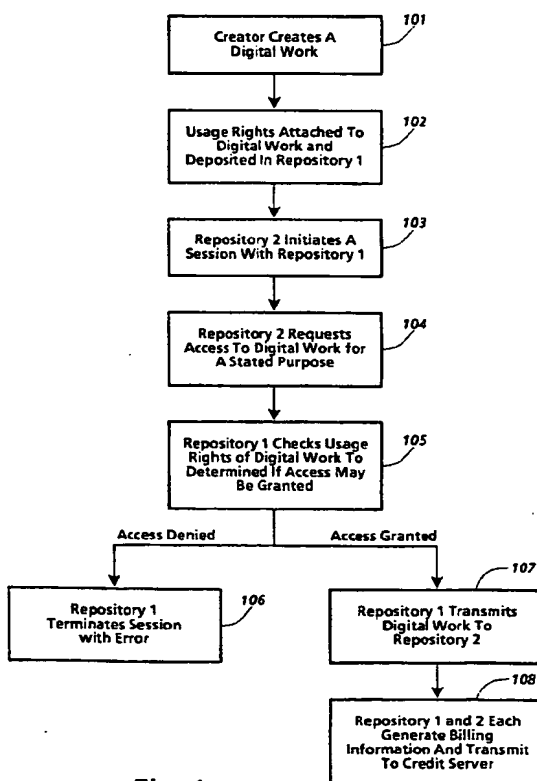 Creator Creates A
Digital Work
101
Usage Rights Attached To
Digital Work and
Deposited In Repository 1
102
Repository 2 Initiates A
Session With Repository 1
103
Repository 2 Requests
Access To Digital Work for
A Stated Purpose
104
Repository 1 Checks Usage
Rights of Digital Work To
Determined If Access May
Be Granted
105
Access Denied
Access Granted
Repository 1
Terminates Session
with Error
106
107
Repository 1 Transmits
Digital Work To
Repository 2
108
Repository 1 and 2 Each
Generate Billing
Information And Transmit
To Credit Server